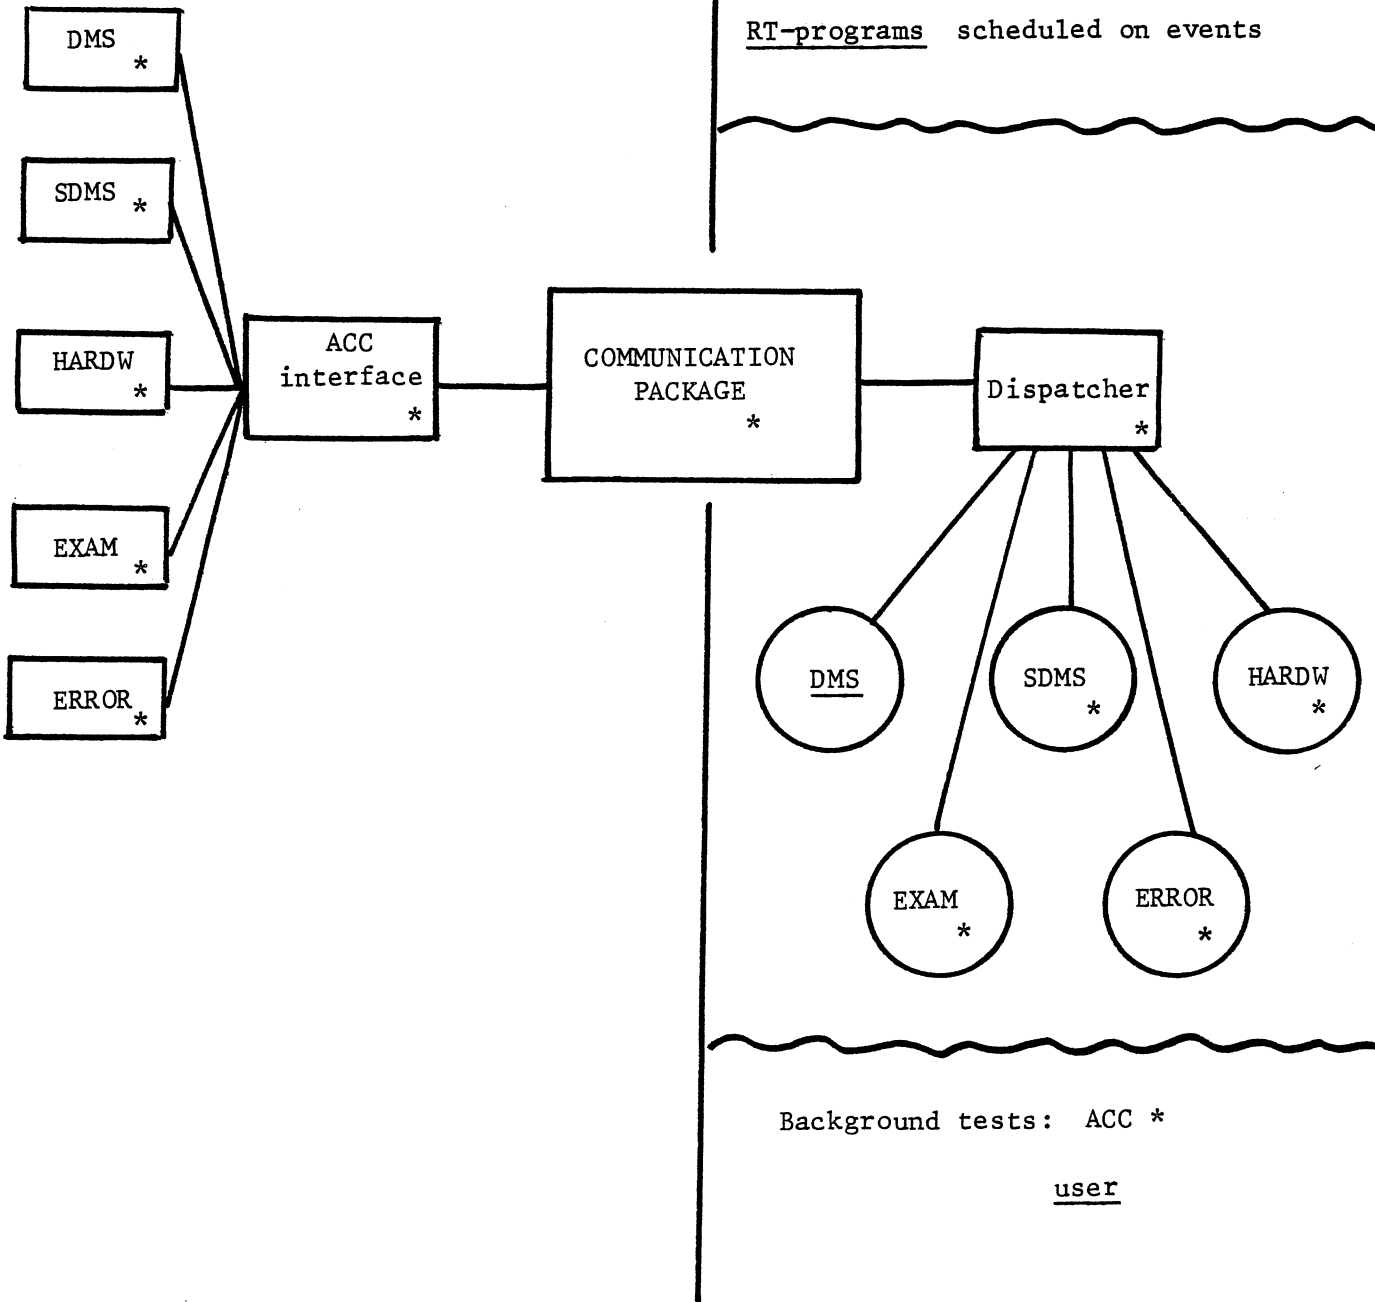 RT-programs scheduled on events
DMS
*
SDMS *
HARDW
*
EXAM
*
ERROR
*
ACC
interface
*
COMMUNICATION
PACKAGE
*
Dispatcher
*
DMS
SDMS
*
HARDW
*
EXAM
*
ERROR
*
Background tests: ACC *
user